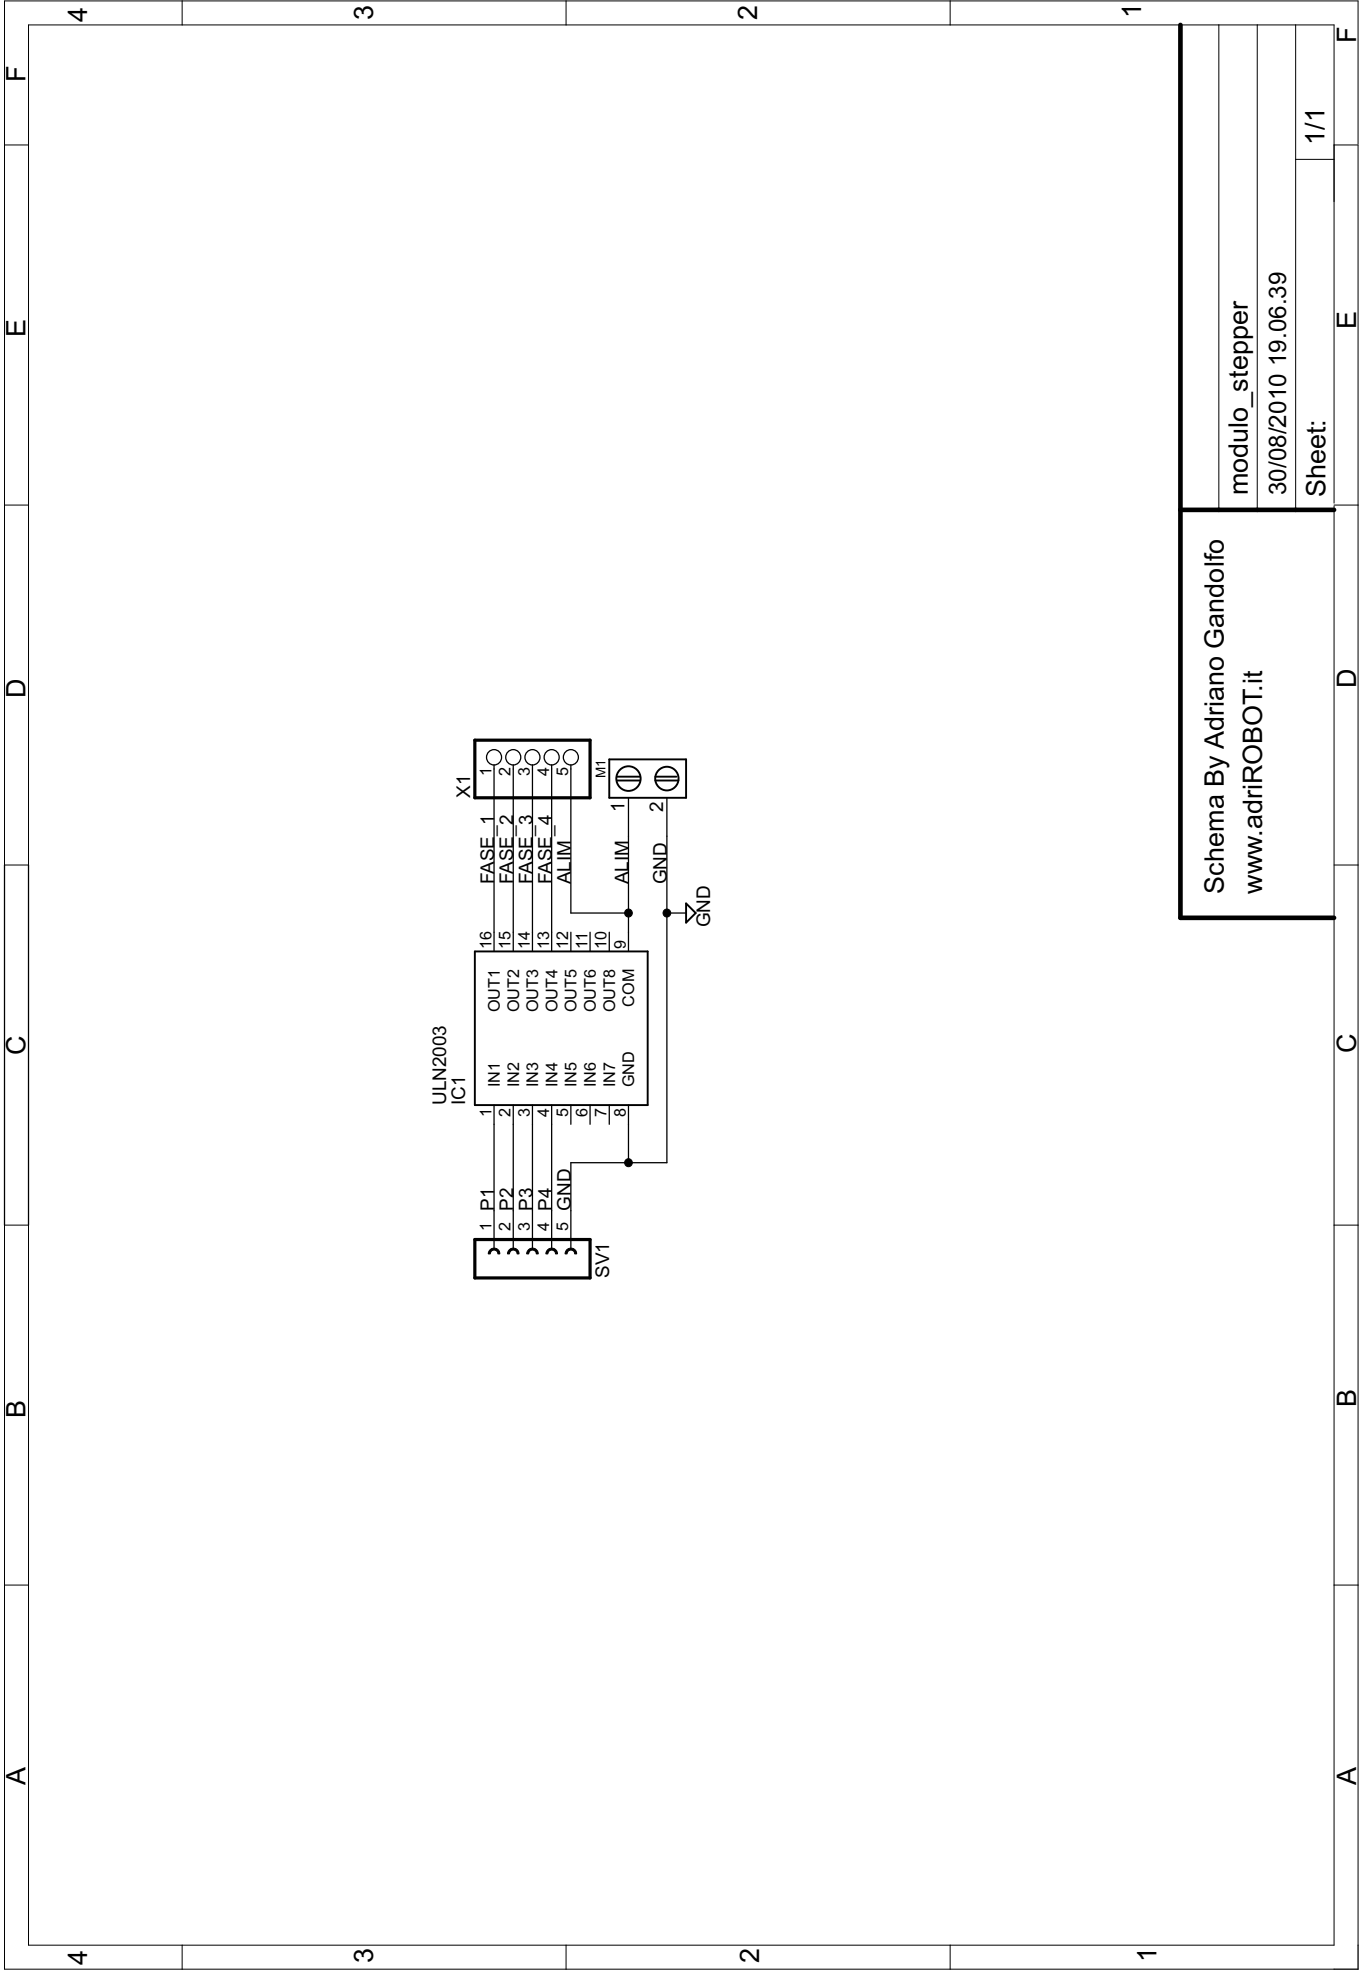 A B C D E F
4
3
2
1
ULN2003
IC1
X1
1 P1 1 IN1 OUT1 16 FASE_1 1
2 P2 2 IN2 OUT2 15 FASE_2 2
3 P3 3 IN3 OUT3 14 FASE_3 3
4 P4 4 IN4 OUT4 13 FASE_4 4
5 GND 5 IN5 OUT5 12 ALIM 5
6 IN6 OUT6 11
7 IN7 OUT8 10
8 GND COM 9
SV1
M1
ALIM 1
GND 2
GND
4
3
2
1
Schema By Adriano Gandolfo
www.adriROBOT.it
modulo_stepper
30/08/2010 19.06.39
Sheet: 1/1
A B C D E F